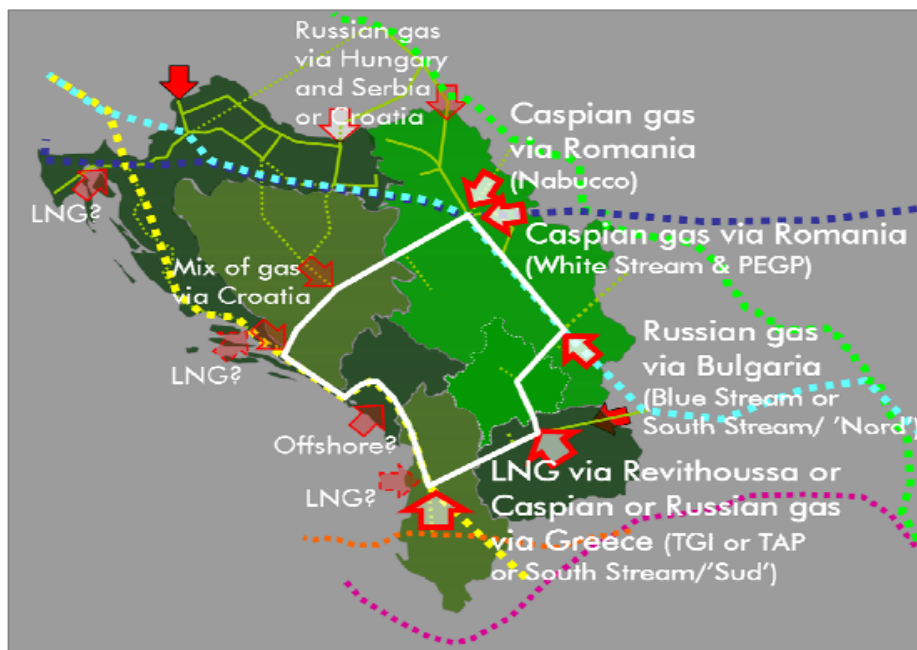 Russian gas
via Hungary
and Serbia
or Croatia
Caspian gas
via Romania
(Nabucco)
LNG?
Caspian gas via Romania
(White Stream & PEGP)
Mix of gas
via Croatia
LNG?
Russian gas
via Bulgaria
(Blue Stream or
South Stream/ 'Nord')
Offshore?
LNG?
LNG via Revithoussa or
Caspian or Russian gas
via Greece (TGI or TAP
or South Stream/'Sud')